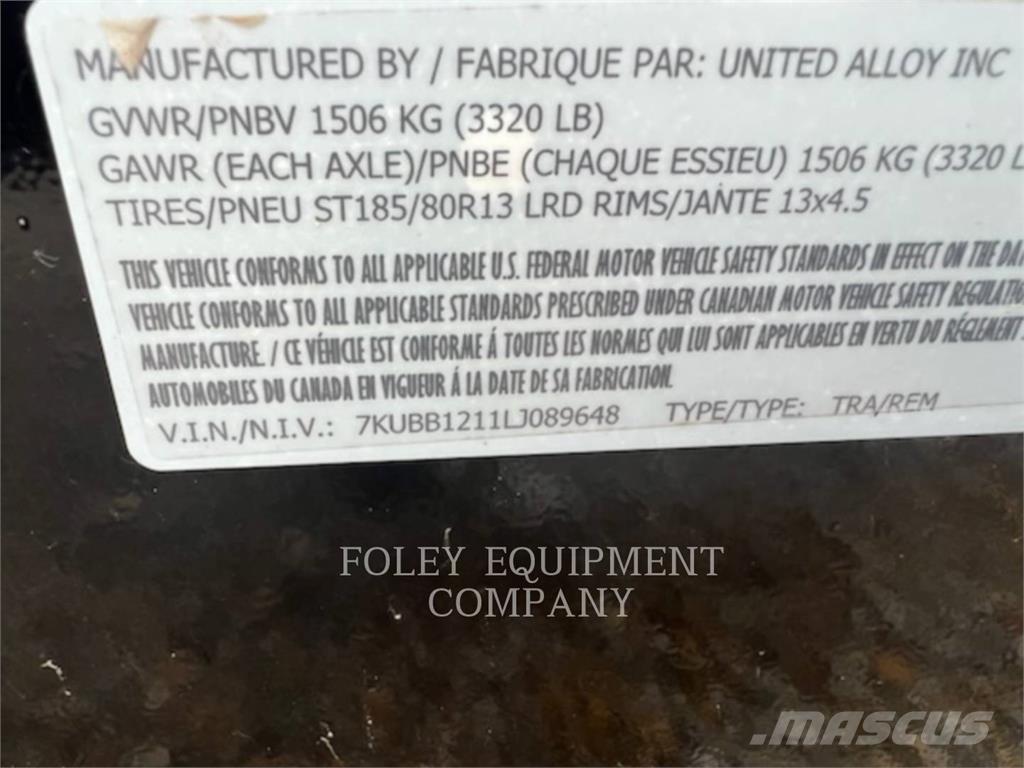 MANUFACTURED BY / FABRIQUE PAR: UNITED ALLOY INC
GVWR/PNBV 1506 KG (3320 LB)
GAWR (EACH AXLE)/PNBE (CHAQUE ESSIEU) 1506 KG (3320 L
TIRES/PNEU ST185/80R13 LRD RIMS/JANTE 13x4.5
THIS VEHICLE CONFORMS TO ALL APPLICABLE U.S. FEDERAL MOTOR VEHICLE SAFETY STANDARDS IN EFFECT ON THE DA
VEHICLE CONFORMS TO ALL APPLICABLE STANDARDS PRESCRIBED UNDER CANADIAN MOTOR VEHICLE SAFETY REGULATIO
MANUFACTURE. / CE VÉHICLE EST CONFORME Á TOUTES LES NORMES QUI LUI SONT APPLICABLES EN VERTU DU RÉGLEMENT
AUTOMOBILES DU CANADA EN VIGUEUR Á LA DATE DE SA FABRICATION.
V.I.N./N.I.V.: 7KUBB1211LJ089648 TYPE/TYPE: TRA/REM
FOLEY EQUIPMENT
COMPANY
MASCUS